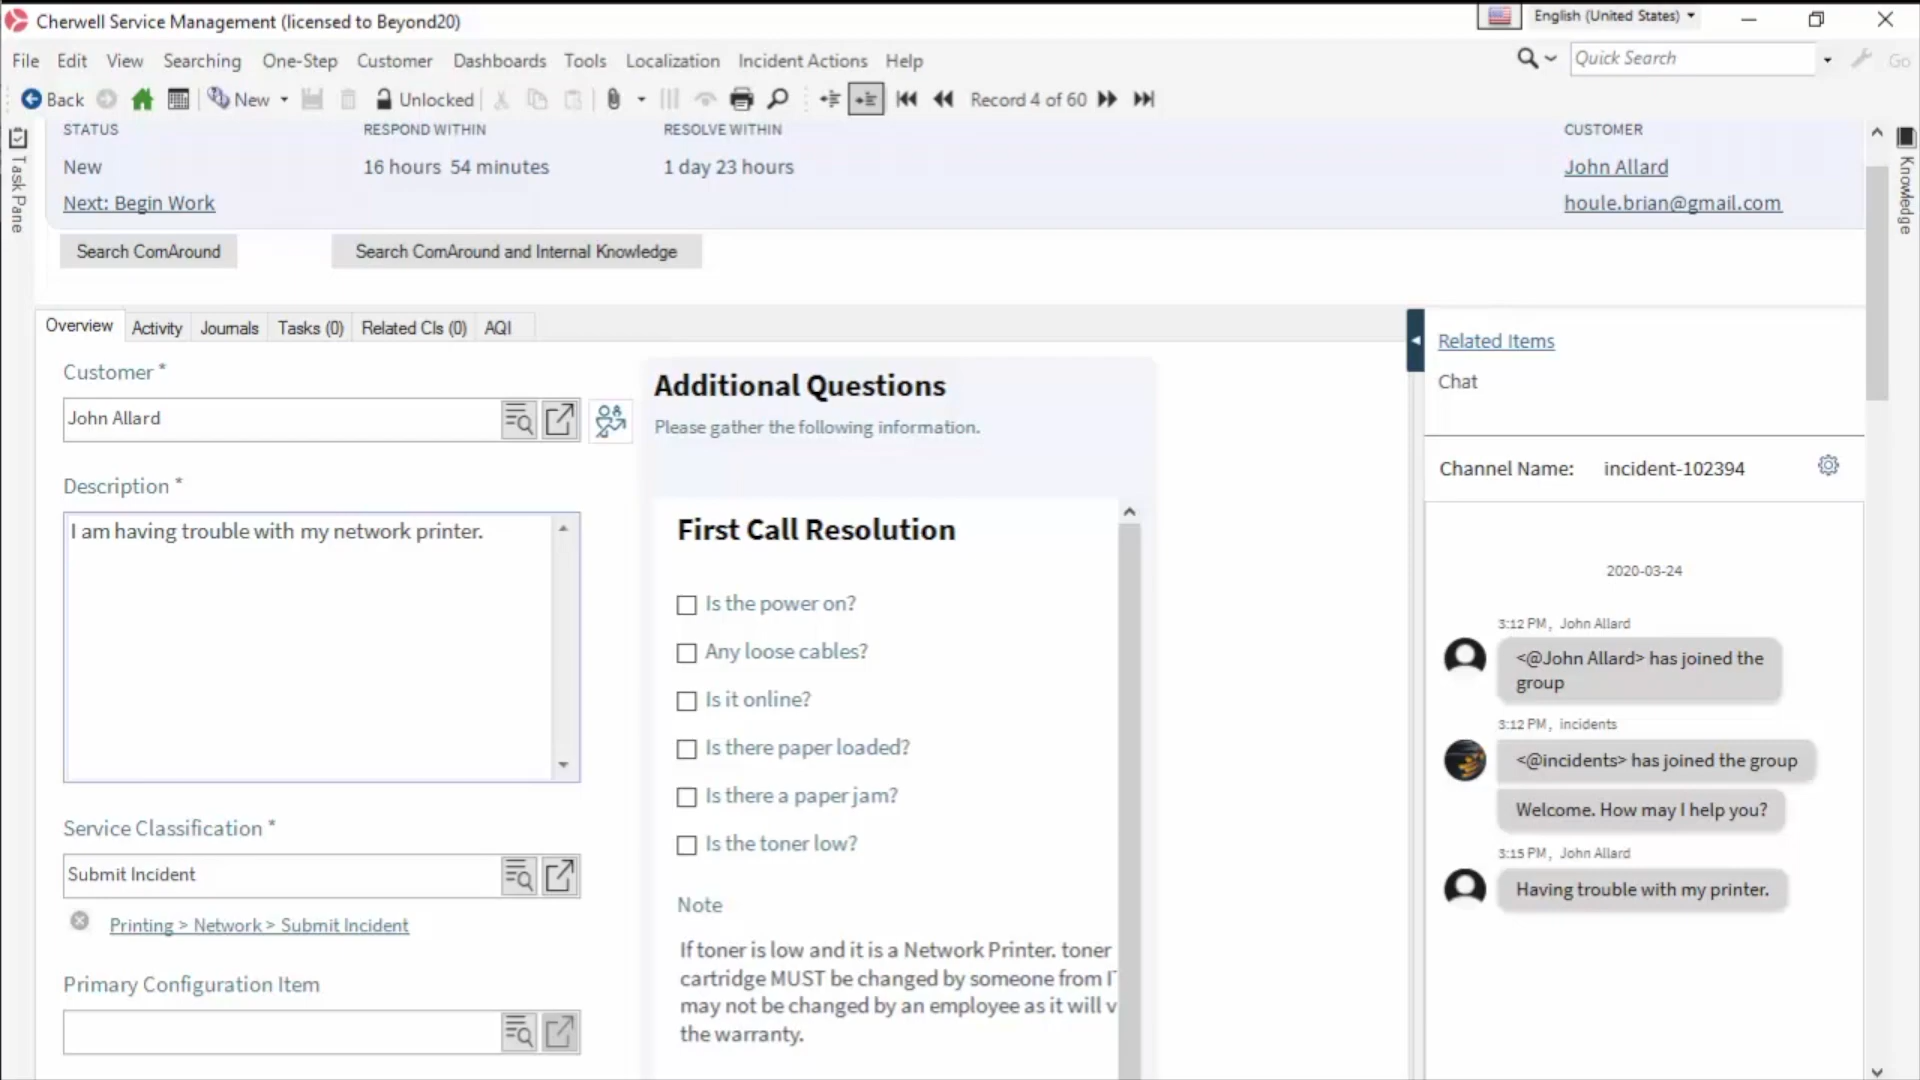 Cherwell Service Management (licensed to Beyond20)
English (United States)
File Edit View Searching One-Step Customer Dashboards Tools Localization Incident Actions Help
Quick Search
Go
Back New Unlocked Record 4 of 60
Task Pane
Knowledge
STATUS RESPOND WITHIN RESOLVE WITHIN CUSTOMER
New 16 hours 54 minutes 1 day 23 hours John Allard
Next: Begin Work houle.brian@gmail.com
Search ComAround Search ComAround and Internal Knowledge
Overview Activity Journals Tasks (0) Related CIs (0) AQI
Customer *
John Allard
Description *
I am having trouble with my network printer.
Service Classification *
Submit Incident
Printing > Network > Submit Incident
Primary Configuration Item
Additional Questions
Please gather the following information.
First Call Resolution
Is the power on?
Any loose cables?
Is it online?
Is there paper loaded?
Is there a paper jam?
Is the toner low?
Note
If toner is low and it is a Network Printer. toner
cartridge MUST be changed by someone from
may not be changed by an employee as it will
the warranty.
Related Items
Chat
Channel Name: incident-102394
2020-03-24
3:12 PM, John Allard
<@John Allard> has joined the
group
3:12 PM, incidents
<@incidents> has joined the group
Welcome. How may I help you?
3:15 PM, John Allard
Having trouble with my printer.